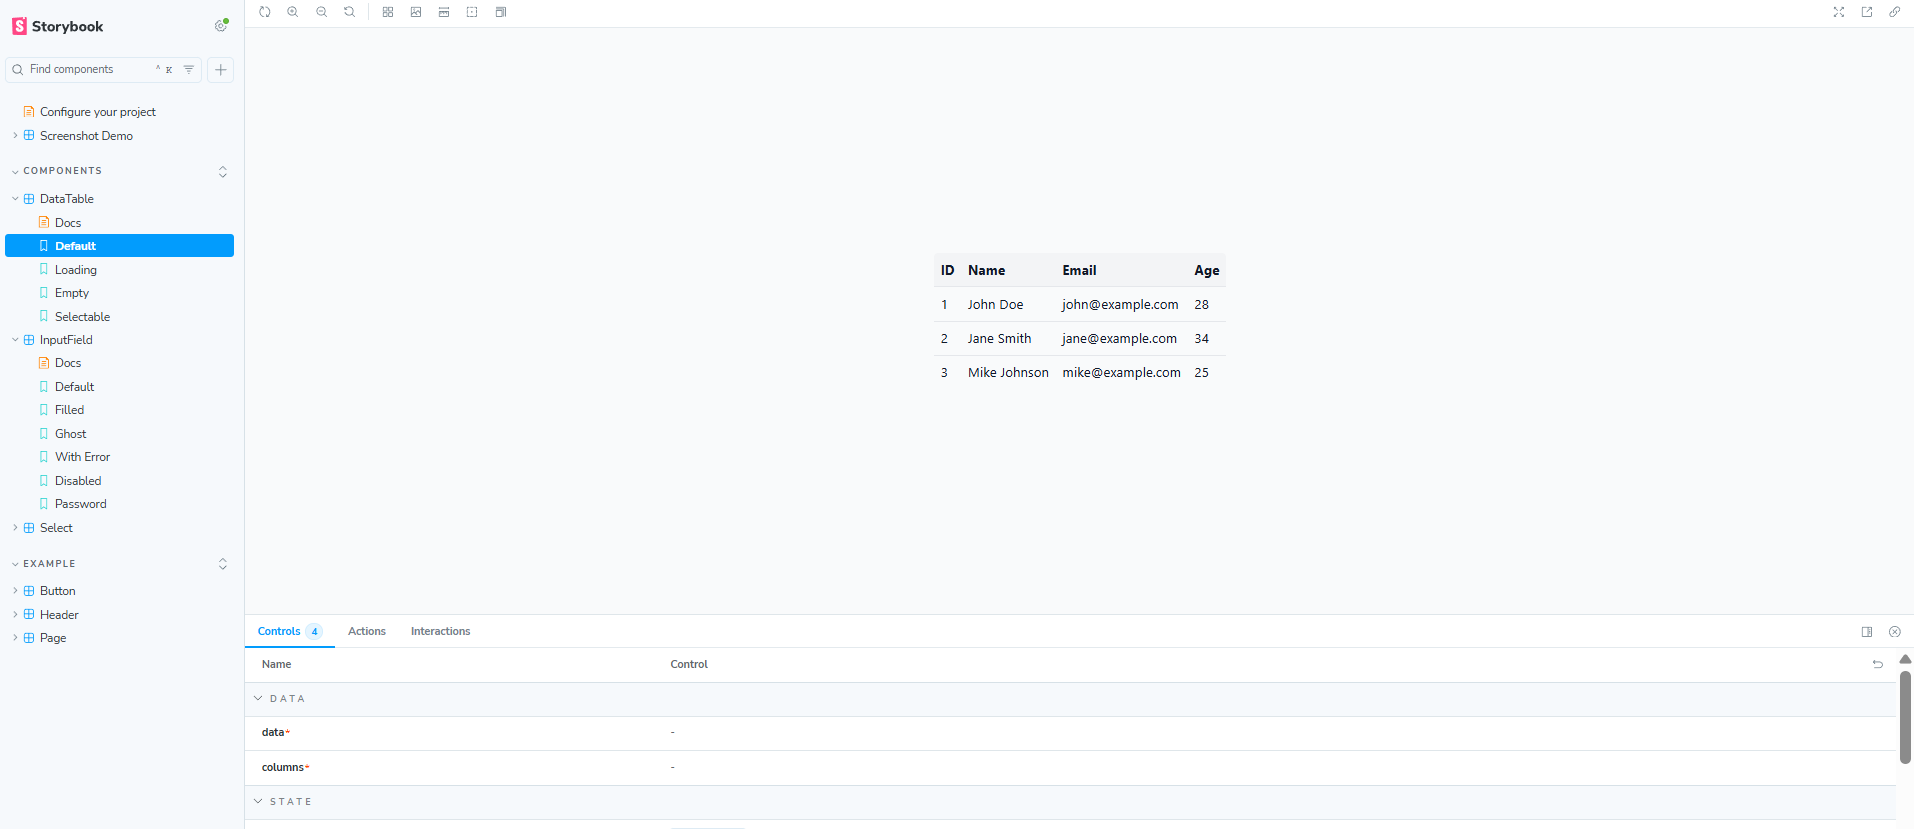 Storybook
Find components
^ K
Configure your project
Screenshot Demo
COMPONENTS
DataTable
Docs
Default
Loading
Empty
Selectable
InputField
Docs
Default
Filled
Ghost
With Error
Disabled
Password
Select
EXAMPLE
Button
Header
Page
ID Name Email Age
1 John Doe john@example.com 28
2 Jane Smith jane@example.com 34
3 Mike Johnson mike@example.com 25
Controls 4 Actions Interactions
Name Control
DATA
data* -
columns* -
STATE